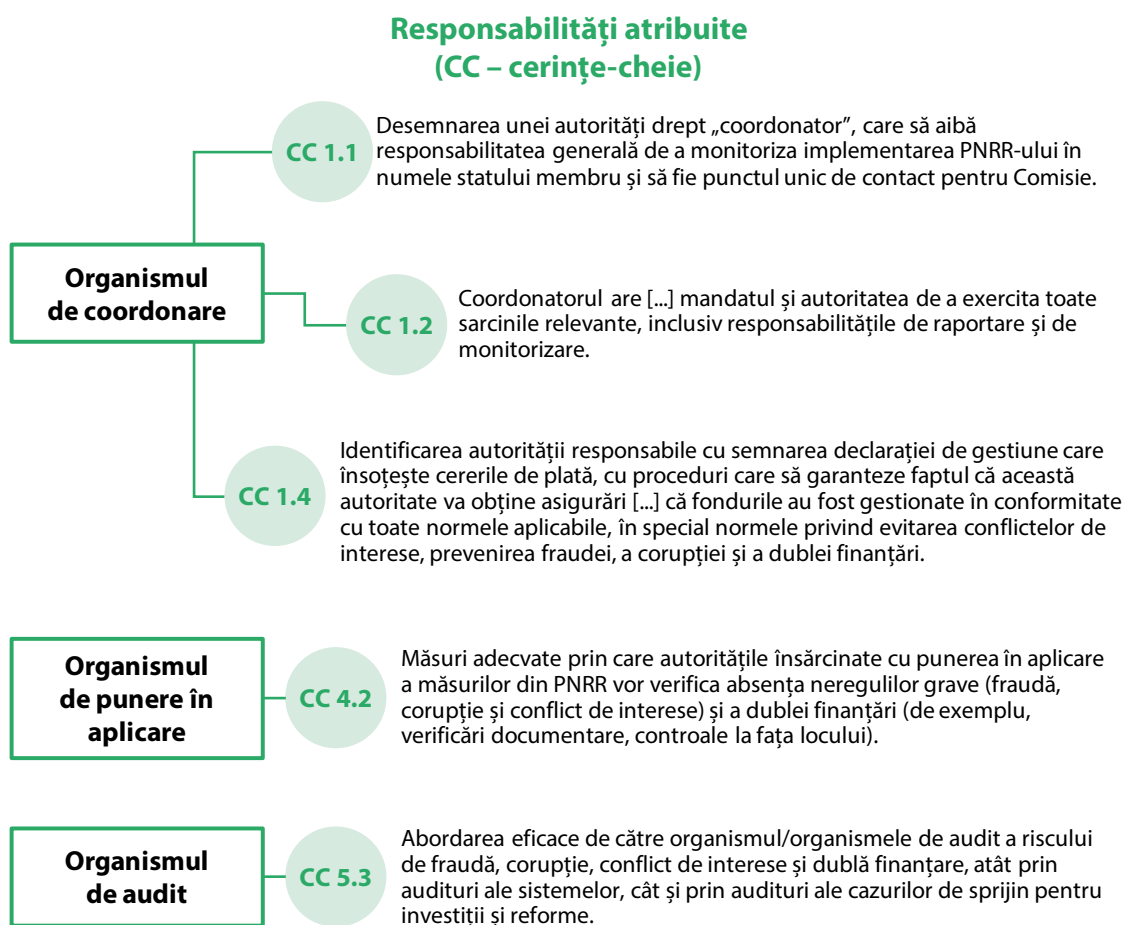 Responsabilități atribuite
(CC – cerințe-cheie)
CC 1.1
Desemnarea unei autorități drept „coordonator”, care să aibă
responsabilitatea generală de a monitoriza implementarea PNRR-ului în
numele statului membru și să fie punctul unic de contact pentru Comisie.
Organismul
de coordonare
CC 1.2
Coordonatorul are [...] mandatul și autoritatea de a exercita toate
sarcinile relevante, inclusiv responsabilitățile de raportare și de
monitorizare.
CC 1.4
Identificarea autorității responsabile cu semnarea declarației de gestiune care
însoțește cererile de plată, cu proceduri care să garanteze faptul că această
autoritate va obține asigurări [...] că fondurile au fost gestionate în conformitate
cu toate normele aplicabile, în special normele privind evitarea conflictelor de
interese, prevenirea fraudei, a corupției și a dublei finanțări.
Organismul
de punere în
aplicare
CC 4.2
Măsuri adecvate prin care autoritățile însărcinate cu punerea în aplicare
a măsurilor din PNRR vor verifica absența neregulilor grave (fraudă,
corupție și conflict de interese) și a dublei finanțări (de exemplu,
verificări documentare, controale la fața locului).
Organismul
de audit
CC 5.3
Abordarea eficace de către organismul/organismele de audit a riscului
de fraudă, corupție, conflict de interese și dublă finanțare, atât prin
audituri ale sistemelor, cât și prin audituri ale cazurilor de sprijin pentru
investiții și reforme.